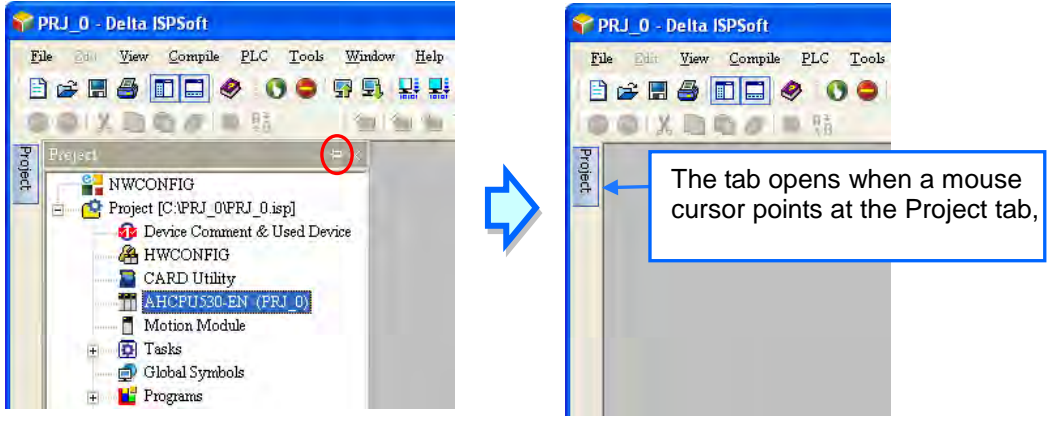 PRJ_0 - Delta ISPSoft
File Edit View Compile PLC Tools Window Help
Project
Project
NWCONFIG
Project [C:\PRJ_0\PRJ_0.isp]
Device Comment & Used Device
HWCONFIG
CARD Utility
AHCPU530-EN (PRJ_0)
Motion Module
Tasks
Global Symbols
Programs
PRJ_0 - Delta ISPSoft
File Edit View Compile PLC Tools
Project
The tab opens when a mouse
cursor points at the Project tab,